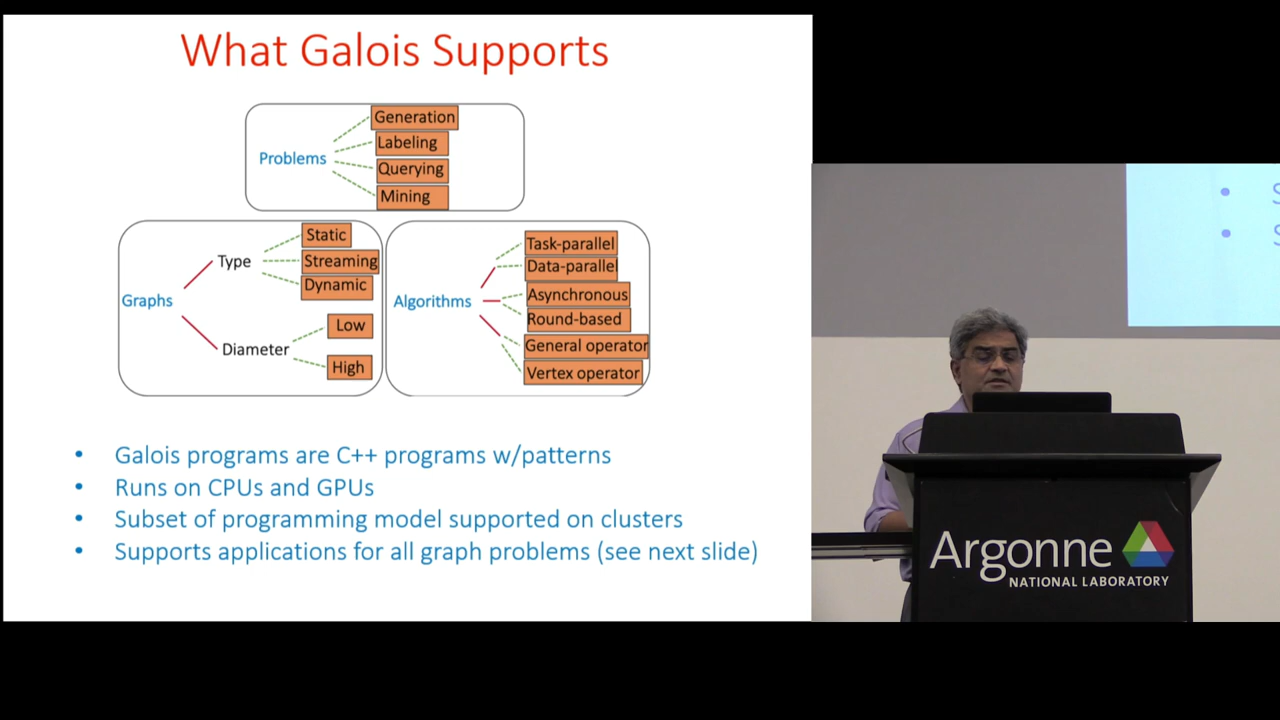 What Galois Supports
Problems
Generation
Labeling
Querying
Mining
Graphs
Type
Static
Streaming
Dynamic
Diameter
Low
High
Algorithms
Task-parallel
Data-parallel
Asynchronous
Round-based
General operator
Vertex operator
• Galois programs are C++ programs w/patterns
• Runs on CPUs and GPUs
• Subset of programming model supported on clusters
• Supports applications for all graph problems (see next slide)
• S
•
Argonne
NATIONAL LABORATORY